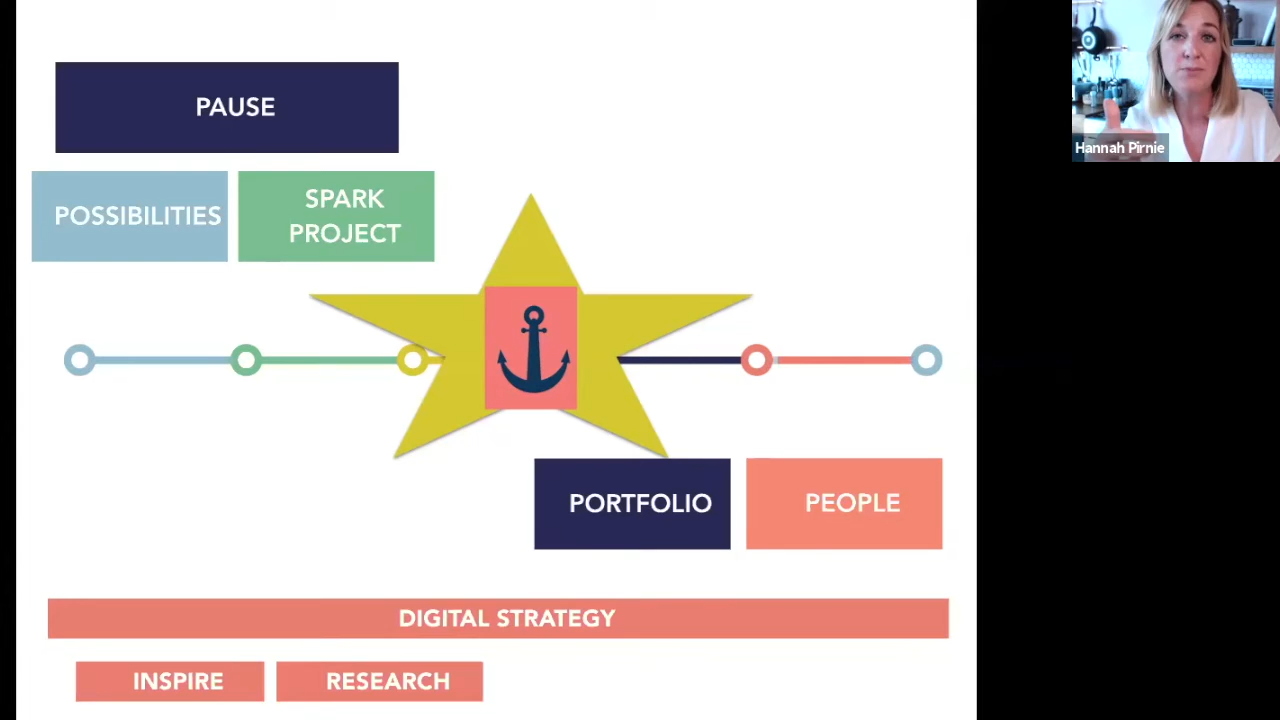 PAUSE
Hannah Pirnie
POSSIBILITIES
SPARK
PROJECT
PORTFOLIO
PEOPLE
DIGITAL STRATEGY
INSPIRE
RESEARCH